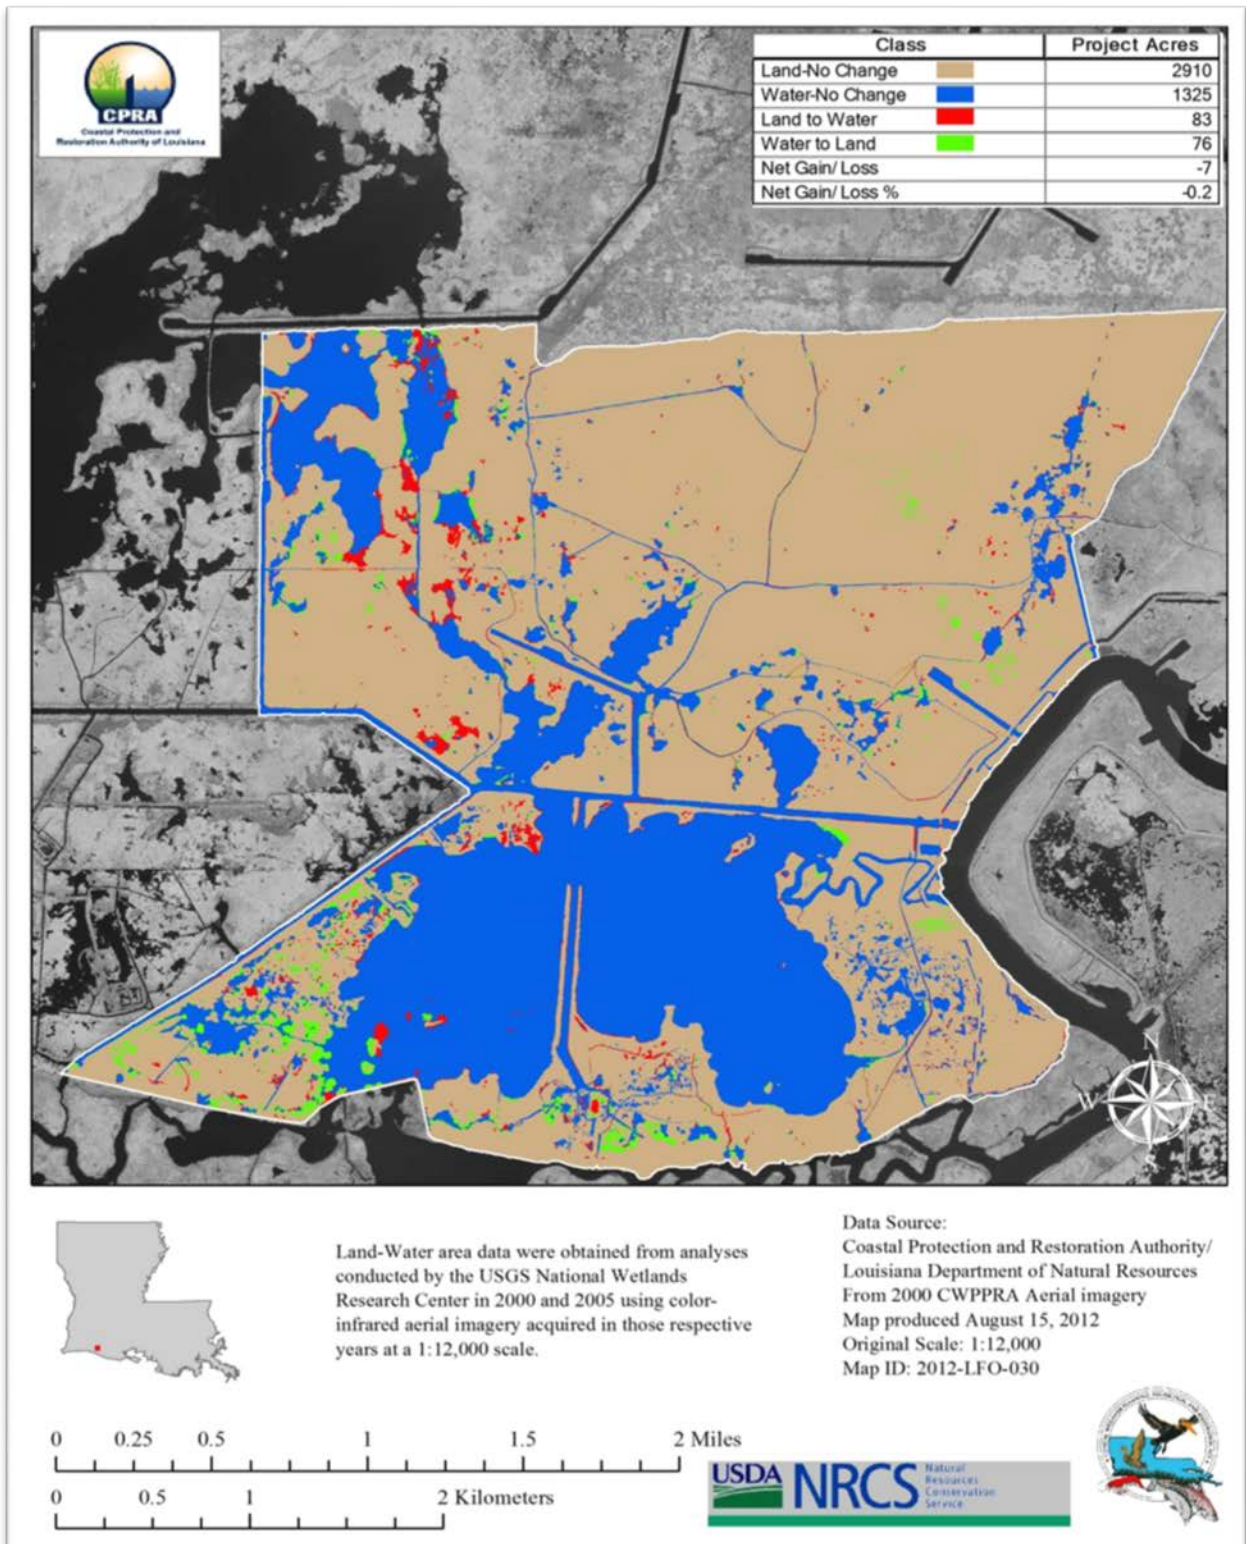 CPRA
Coastal Protection and
Restoration Authority of Louisiana
Class Project Acres
Land-No Change 2910
Water-No Change 1325
Land to Water 83
Water to Land 76
Net Gain/ Loss -7
Net Gain/ Loss % -0.2
N
W E
S
Land-Water area data were obtained from analyses
conducted by the USGS National Wetlands
Research Center in 2000 and 2005 using color-
infrared aerial imagery acquired in those respective
years at a 1:12,000 scale.
Data Source:
Coastal Protection and Restoration Authority/
Louisiana Department of Natural Resources
From 2000 CWPPRA Aerial imagery
Map produced August 15, 2012
Original Scale: 1:12,000
Map ID: 2012-LFO-030
0 0.25 0.5 1 1.5 2 Miles
0 0.5 1 2 Kilometers
USDA NRCS
Natural
Resources
Conservation
Service